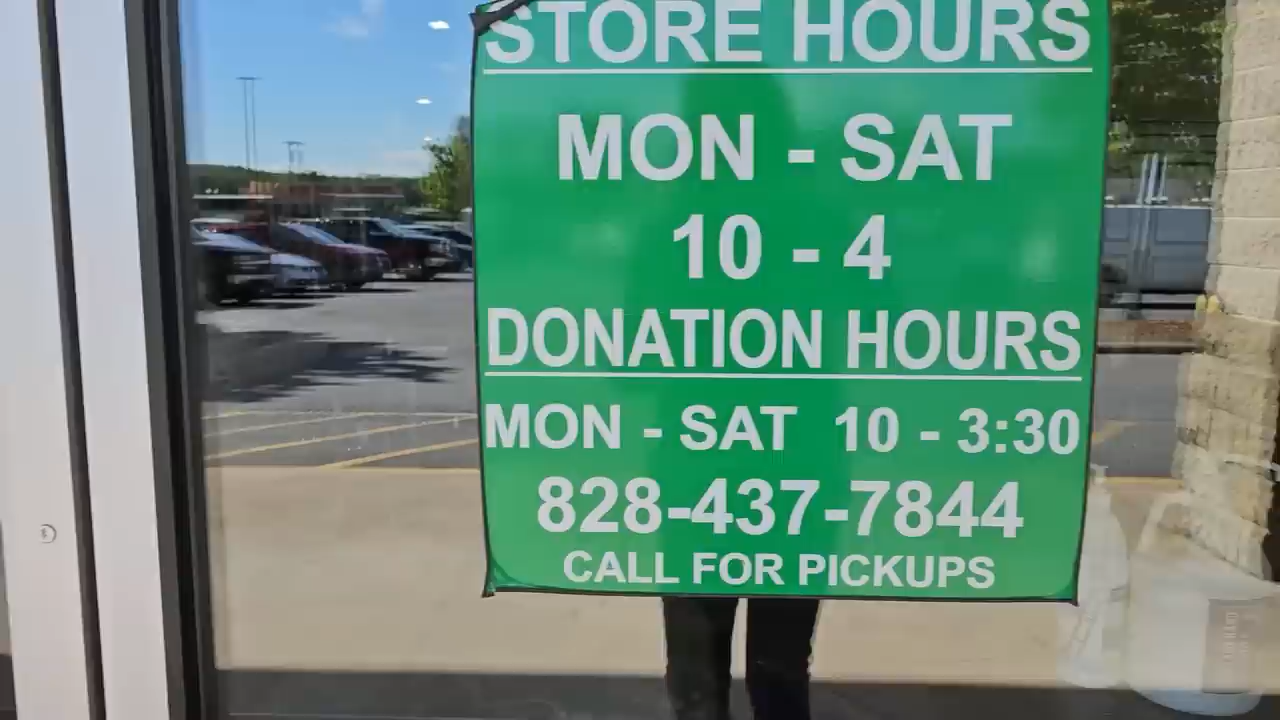 STORE HOURS
MON - SAT
10 - 4
DONATION HOURS
MON - SAT 10 - 3:30
828-437-7844
CALL FOR PICKUPS